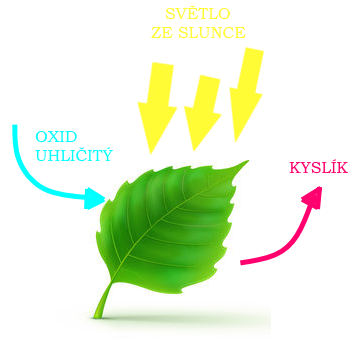 SVĚTLO
ZE SLUNCE
OXID
UHLIČITÝ
KYSLÍK